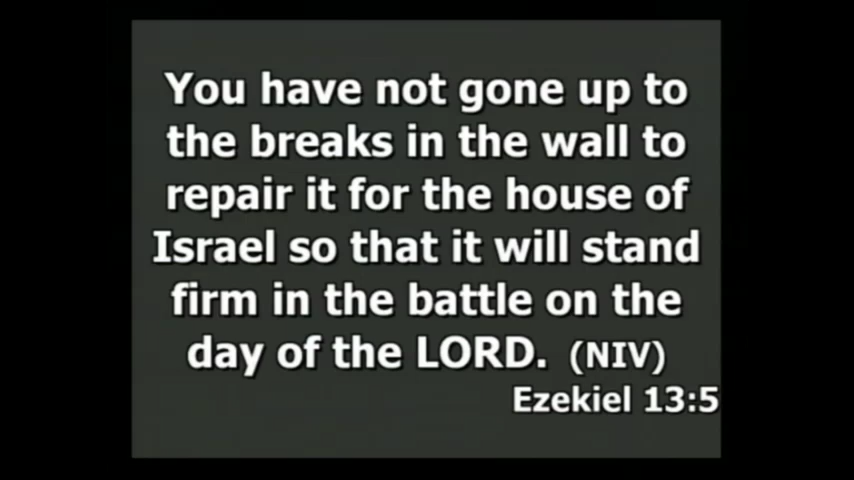 You have not gone up to
the breaks in the wall to
repair it for the house of
Israel so that it will stand
firm in the battle on the
day of the LORD. (NIV)
Ezekiel 13:5